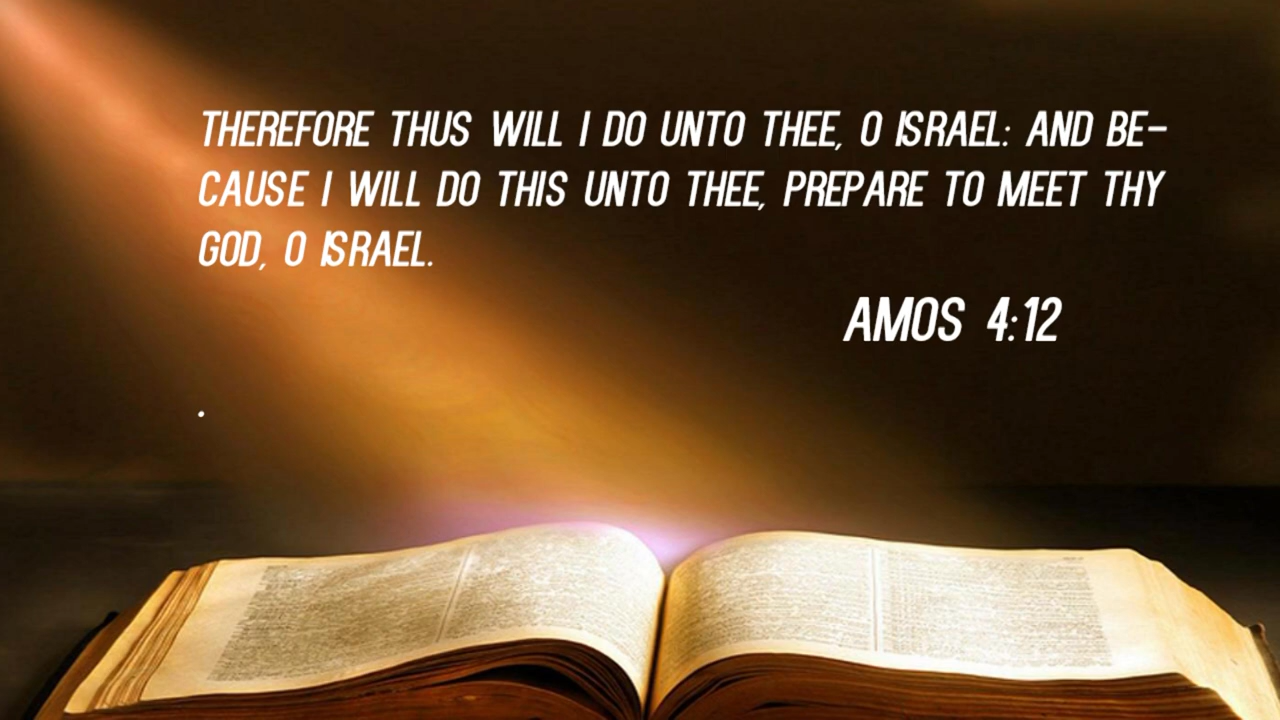 THEREFORE THUS WILL I DO UNTO THEE, O ISRAEL: AND BE-
CAUSE I WILL DO THIS UNTO THEE, PREPARE TO MEET THY
GOD, O ISRAEL.
AMOS 4:12
.